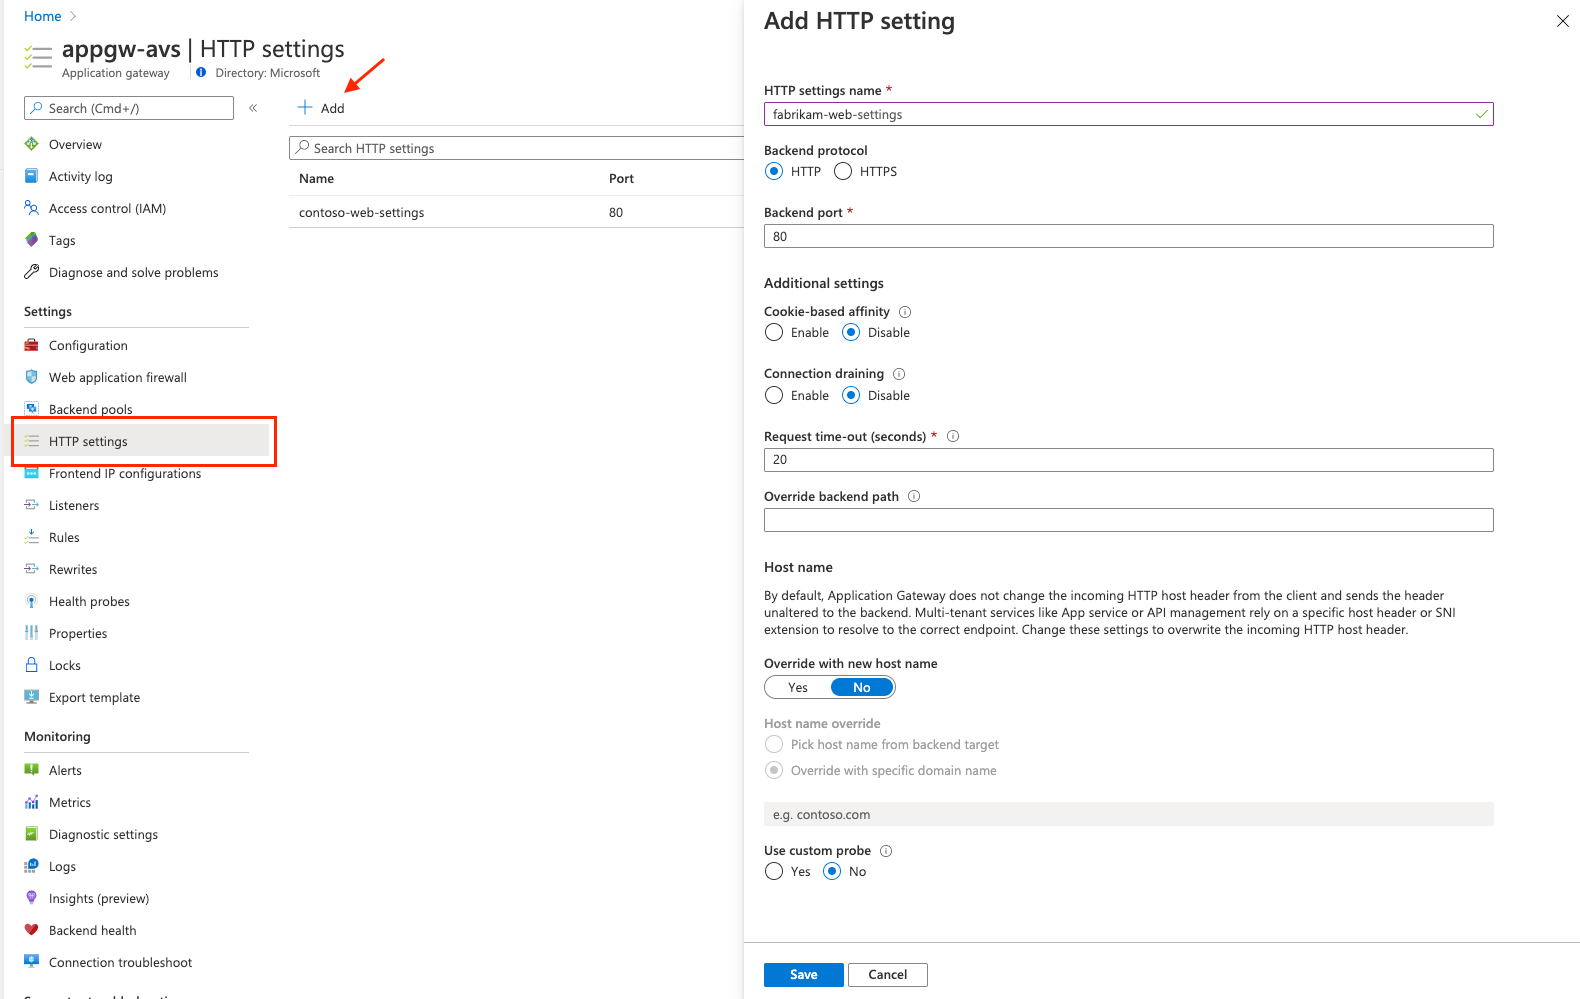 Home
appgw-avs | HTTP settings
Application gateway
Directory: Microsoft
Search (Cmd+/)
«
Overview
Activity log
Access control (IAM)
Tags
Diagnose and solve problems
Settings
Configuration
Web application firewall
Backend pools
HTTP settings
Frontend IP configurations
Listeners
Rules
Rewrites
Health probes
Properties
Locks
Export template
Monitoring
Alerts
Metrics
Diagnostic settings
Logs
Insights (preview)
Backend health
Connection troubleshoot
Add
Search HTTP settings
Name Port
contoso-web-settings 80
Add HTTP setting
HTTP settings name *
fabrikam-web-settings
Backend protocol
HTTP HTTPS
Backend port *
80
Additional settings
Cookie-based affinity
Enable Disable
Connection draining
Enable Disable
Request time-out (seconds) *
20
Override backend path
Host name
By default, Application Gateway does not change the incoming HTTP host header from the client and sends the header
unaltered to the backend. Multi-tenant services like App service or API management rely on a specific host header or SNI
extension to resolve to the correct endpoint. Change these settings to overwrite the incoming HTTP host header.
Override with new host name
Yes No
Host name override
Pick host name from backend target
Override with specific domain name
e.g. contoso.com
Use custom probe
Yes No
Save Cancel